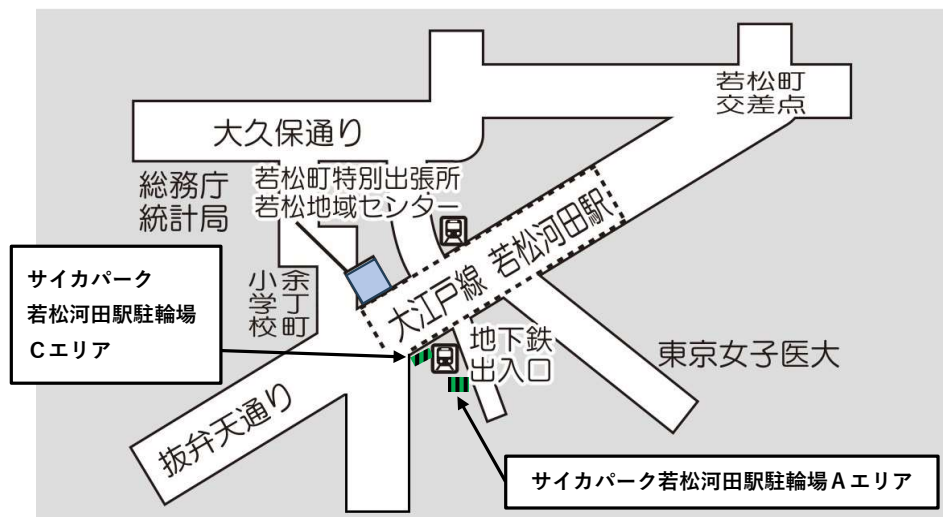 若松町
交差点
大久保通り
総務庁
統計局
若松町特別出張所
若松地域センター
大江戸線 若松河田駅
サイカパーク
若松河田駅駐輪場
Cエリア
余丁町
小学校
地下鉄
出入口
東京女子医大
抜弁天通り
サイカパーク若松河田駅駐輪場Aエリア